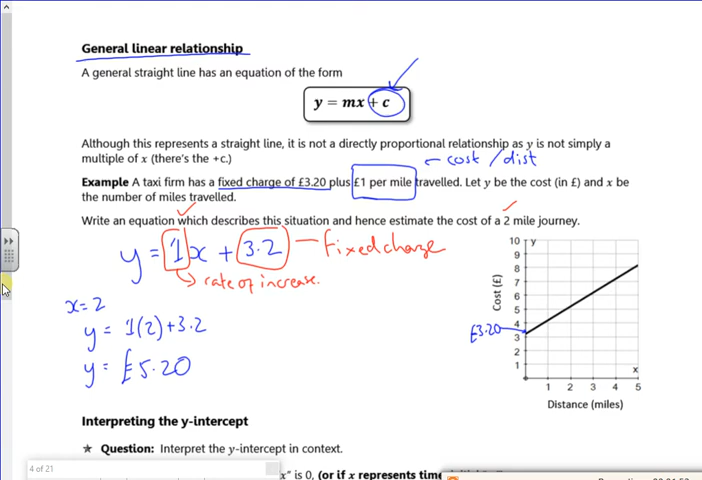 General linear relationship
A general straight line has an equation of the form
y = mx + c
Although this represents a straight line, it is not a directly proportional relationship as y is not simply a
multiple of x (there's the +c.)
← cost / dist
Example A taxi firm has a fixed charge of £3.20 plus £1 per mile travelled. Let y be the cost (in £) and x be
the number of miles travelled.
Write an equation which describes this situation and hence estimate the cost of a 2 mile journey.
y = 1x + 3.2 — fixed charge
→ rate of increase.
x = 2
y = 1(2) + 3.2
y = £5.20
10 y
9
8
7
6
5
4
3
2
1
Cost (£)
£3.20
x
1 2 3 4 5
Distance (miles)
Interpreting the y-intercept
★ Question: Interpret the y-intercept in context.
4 of 21
x" is 0, (or if x represents time,